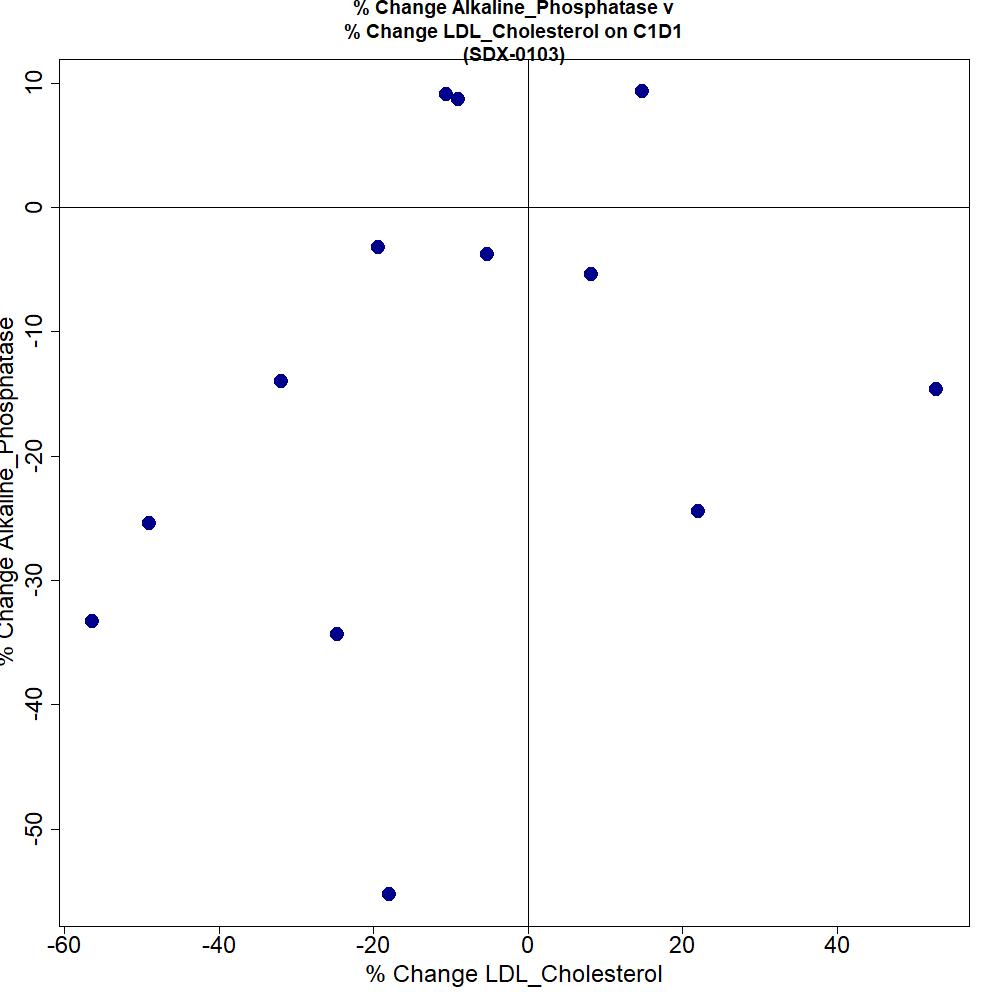 % Change Alkaline_Phosphatase v
% Change LDL_Cholesterol on C1D1
(SDX-0103)
10
0
-10
-20
-30
-40
-50
% Change Alkaline_Phosphatase
-60
-40
-20
0
20
40
% Change LDL_Cholesterol